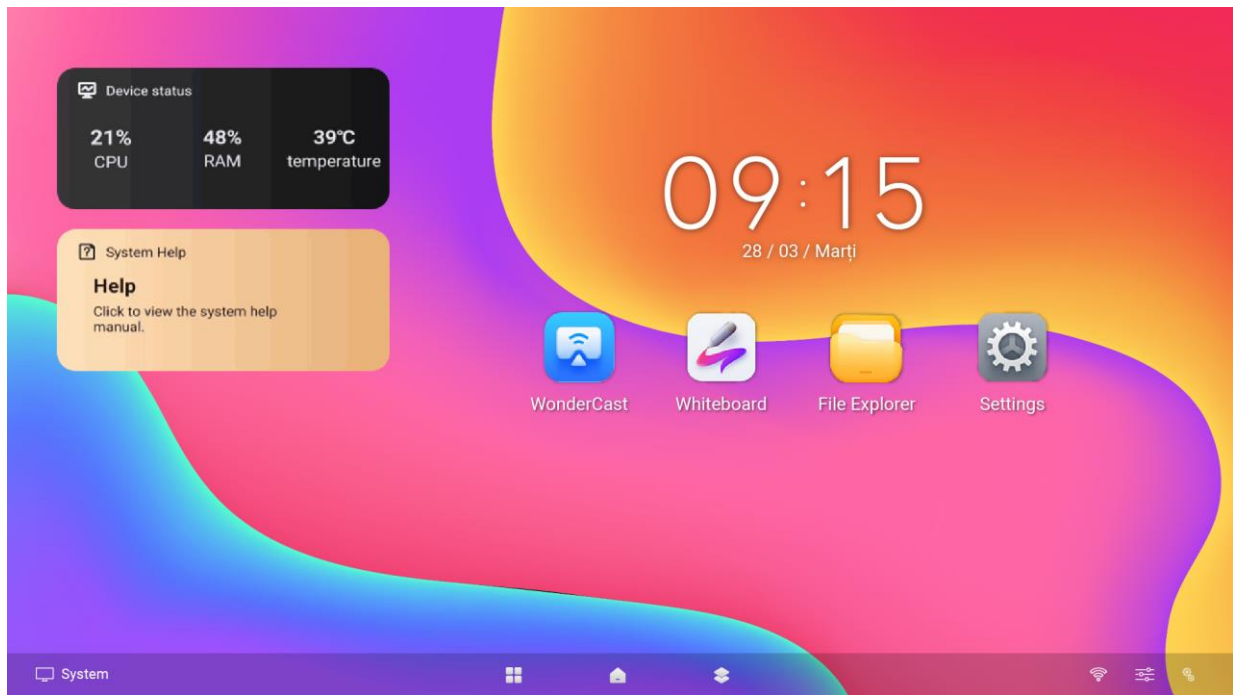 Device status
21% 48% 39℃
CPU RAM temperature
System Help
Help
Click to view the system help
manual.
09:15
28 / 03 / Marți
WonderCast Whiteboard File Explorer Settings
System